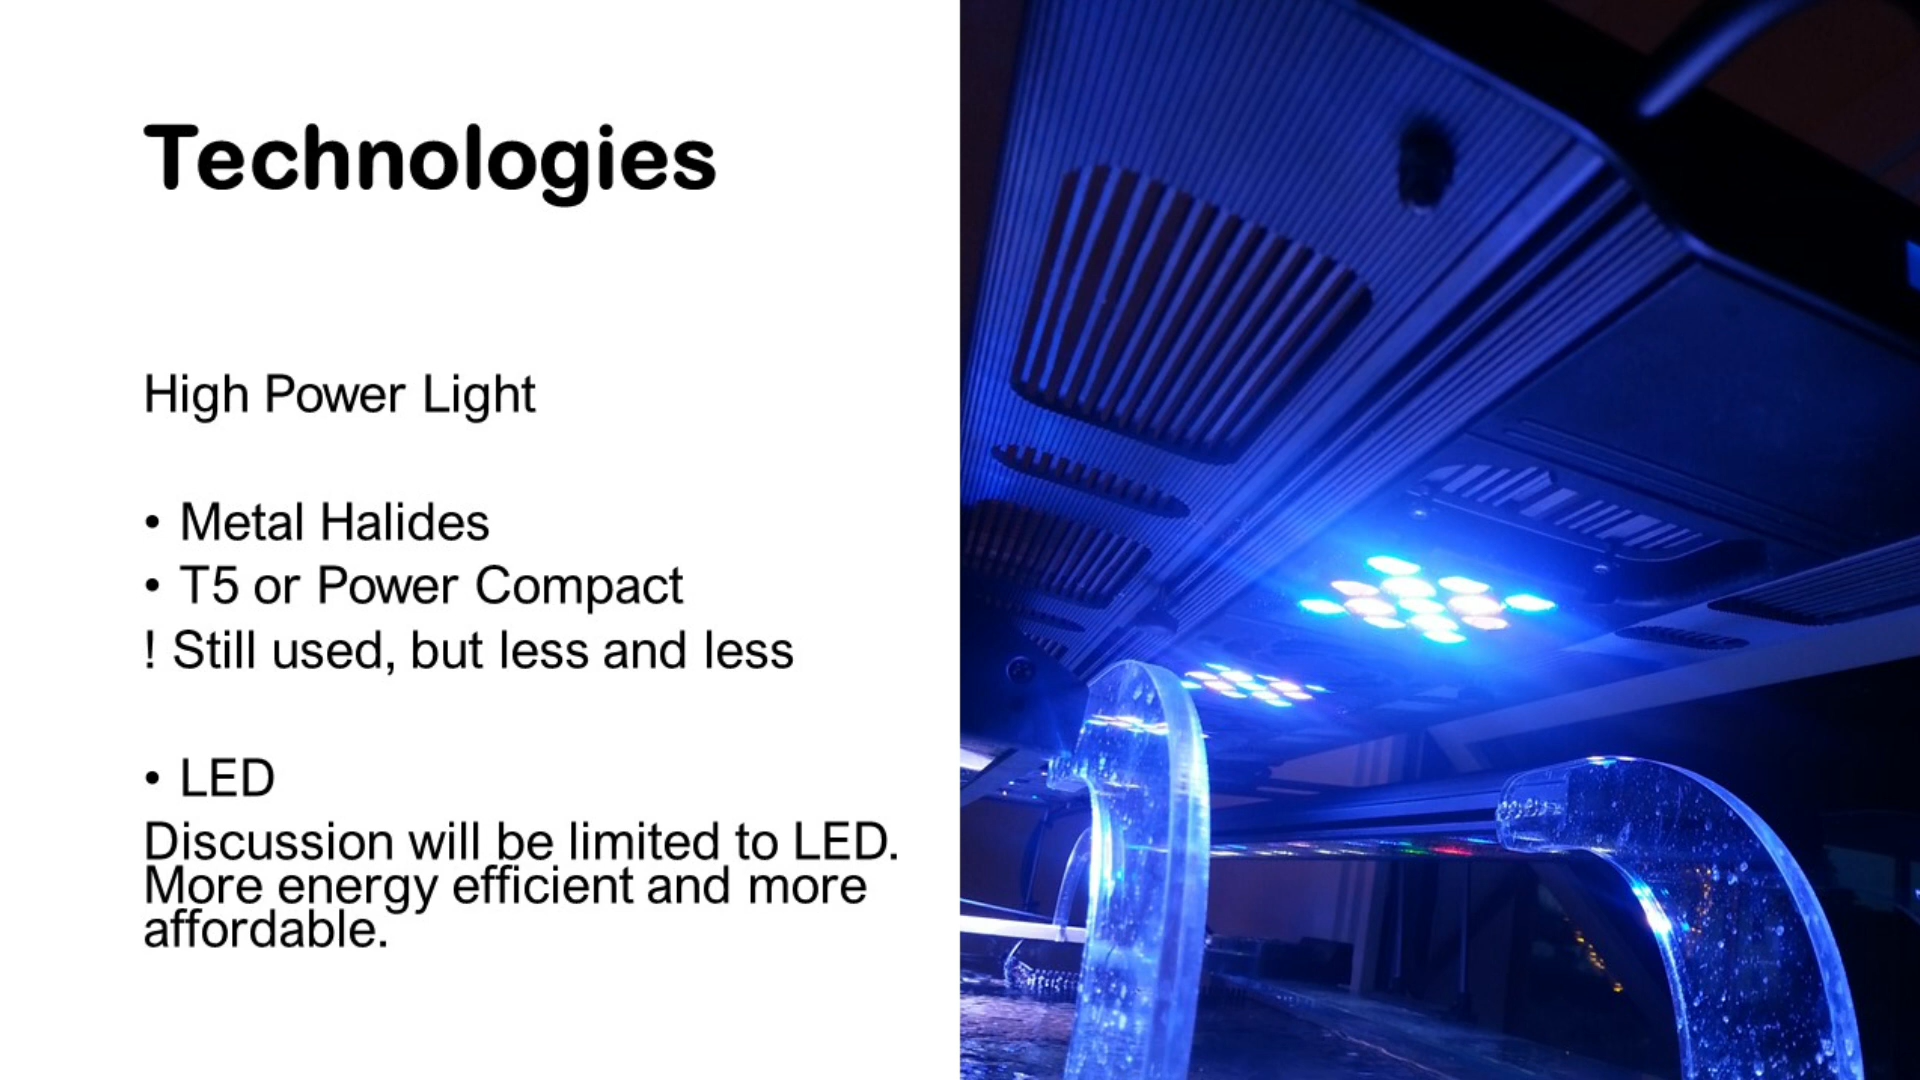 Technologies
High Power Light
• Metal Halides
• T5 or Power Compact
! Still used, but less and less
• LED
Discussion will be limited to LED.
More energy efficient and more
affordable.